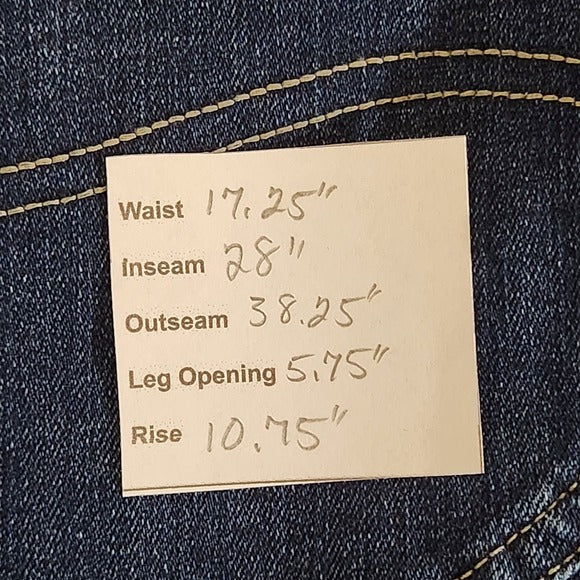 Waist 17.25"
Inseam 28"
Outseam 38.25"
Leg Opening 5.75"
Rise 10.75"